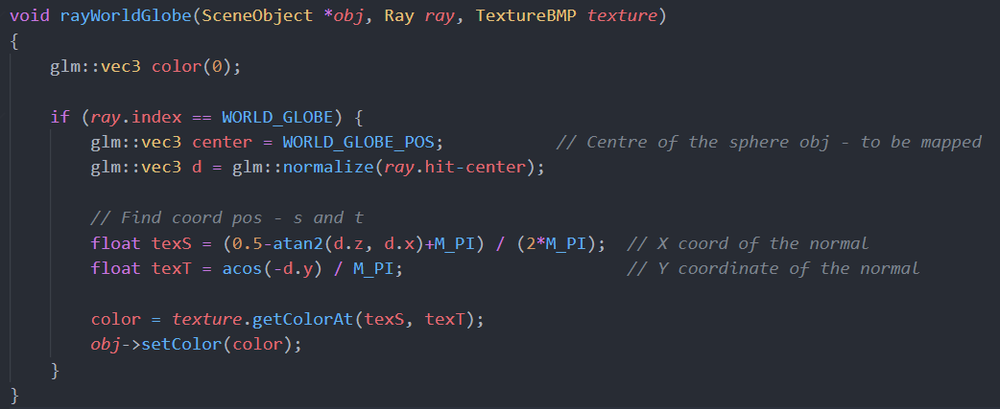 void rayWorldGlobe(SceneObject *obj, Ray ray, TextureBMP texture)
{
    glm::vec3 color(0);

    if (ray.index == WORLD_GLOBE) {
        glm::vec3 center = WORLD_GLOBE_POS;           // Centre of the sphere obj - to be mapped
        glm::vec3 d = glm::normalize(ray.hit-center);

        // Find coord pos - s and t
        float texS = (0.5-atan2(d.z, d.x)+M_PI) / (2*M_PI);  // X coord of the normal
        float texT = acos(-d.y) / M_PI;                      // Y coordinate of the normal

        color = texture.getColorAt(texS, texT);
        obj->setColor(color);
    }
}